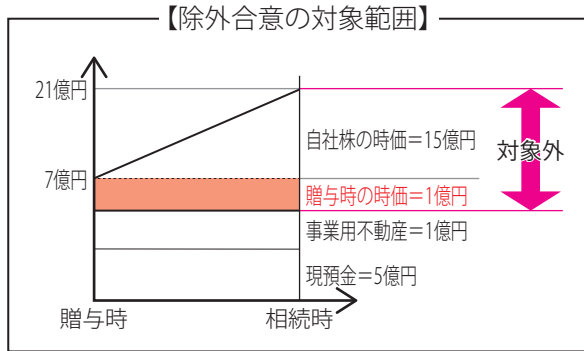 【除外合意の対象範囲】
21億円
自社株の時価＝15億円
対象外
7億円
贈与時の時価＝1億円
事業用不動産＝1億円
現預金＝5億円
贈与時
相続時